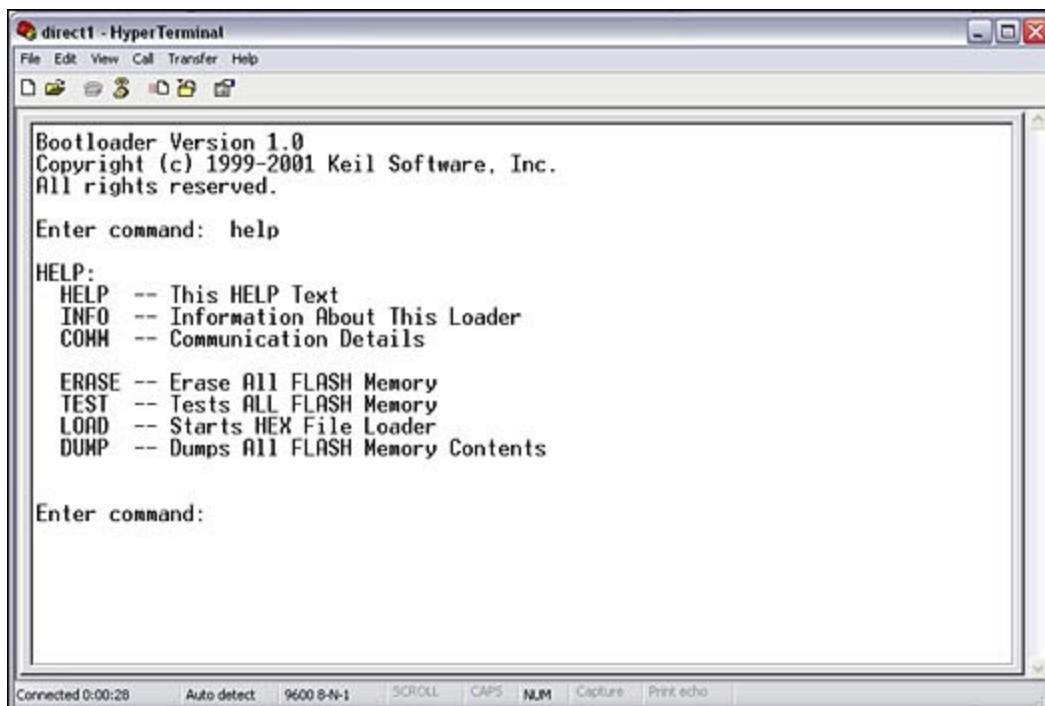 direct1 - HyperTerminal
File Edit View Call Transfer Help
Bootloader Version 1.0
Copyright (c) 1999-2001 Keil Software, Inc.
All rights reserved.
Enter command:  help
HELP:
HELP  -- This HELP Text
INFO  -- Information About This Loader
COMM  -- Communication Details
ERASE -- Erase All FLASH Memory
TEST  -- Tests ALL FLASH Memory
LOAD  -- Starts HEX File Loader
DUMP  -- Dumps All FLASH Memory Contents
Enter command:
Connected 0:00:28 Auto detect 9600 8-N-1 SCROLL CAPS NUM Capture Print echo